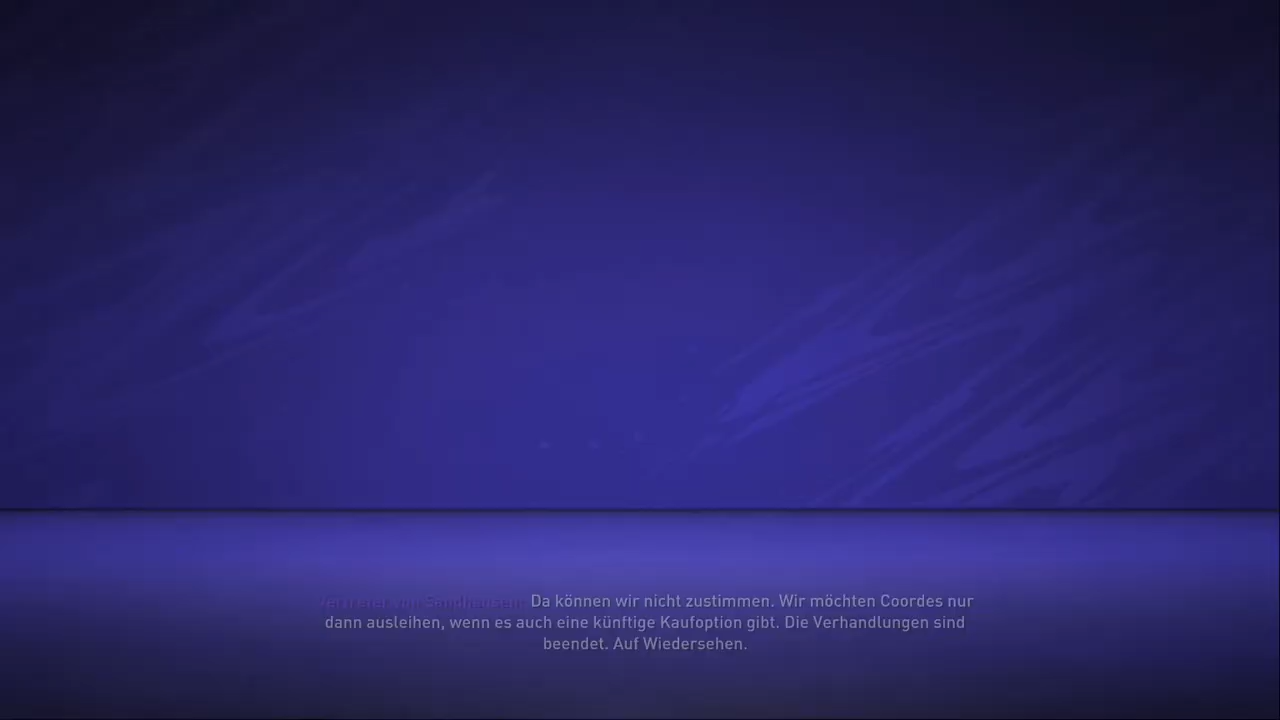 Vertreter von Sandhausen: Da können wir nicht zustimmen. Wir möchten Coordes nur
dann ausleihen, wenn es auch eine künftige Kaufoption gibt. Die Verhandlungen sind
beendet. Auf Wiedersehen.